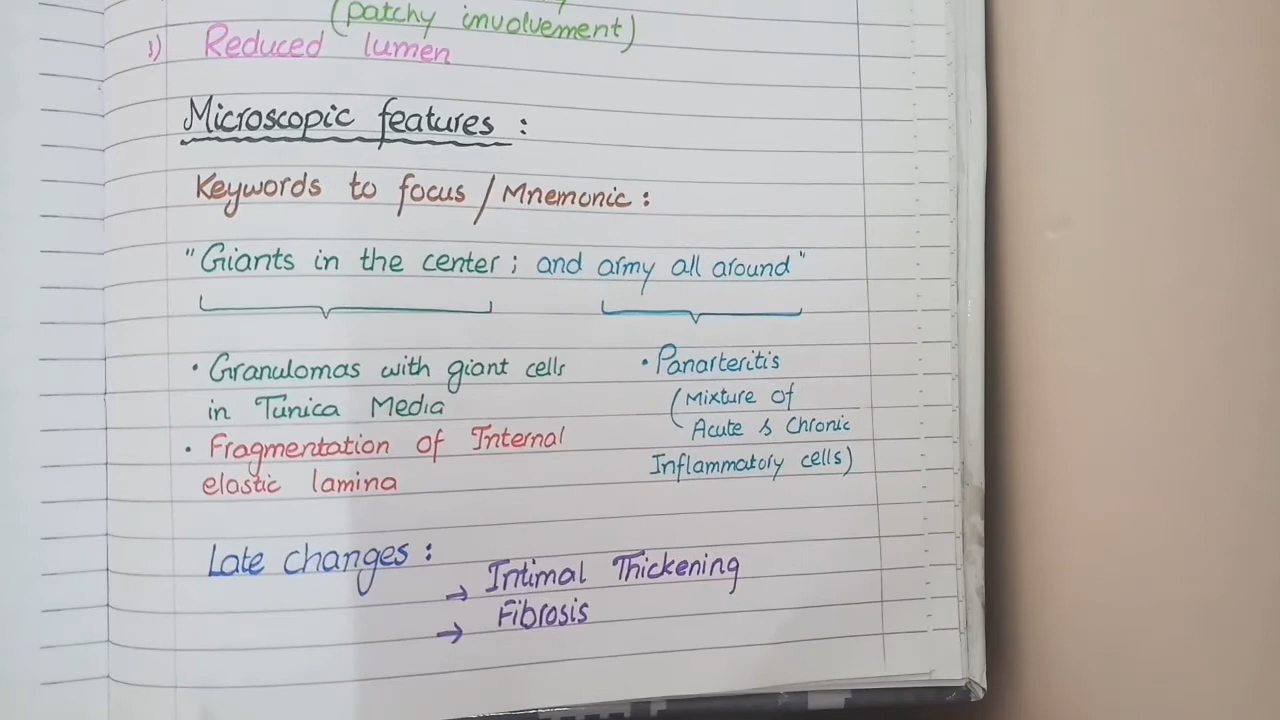 (patchy involvement)
3) Reduced lumen
Microscopic features :
Keywords to focus / Mnemonic :
"Giants in the center ; and army all around"
• Granulomas with giant cells
in Tunica Media
• Fragmentation of Internal
elastic lamina
• Panarteritis
(Mixture of
Acute & Chronic
Inflammatory cells)
Late changes :
→ Intimal Thickening
→ Fibrosis